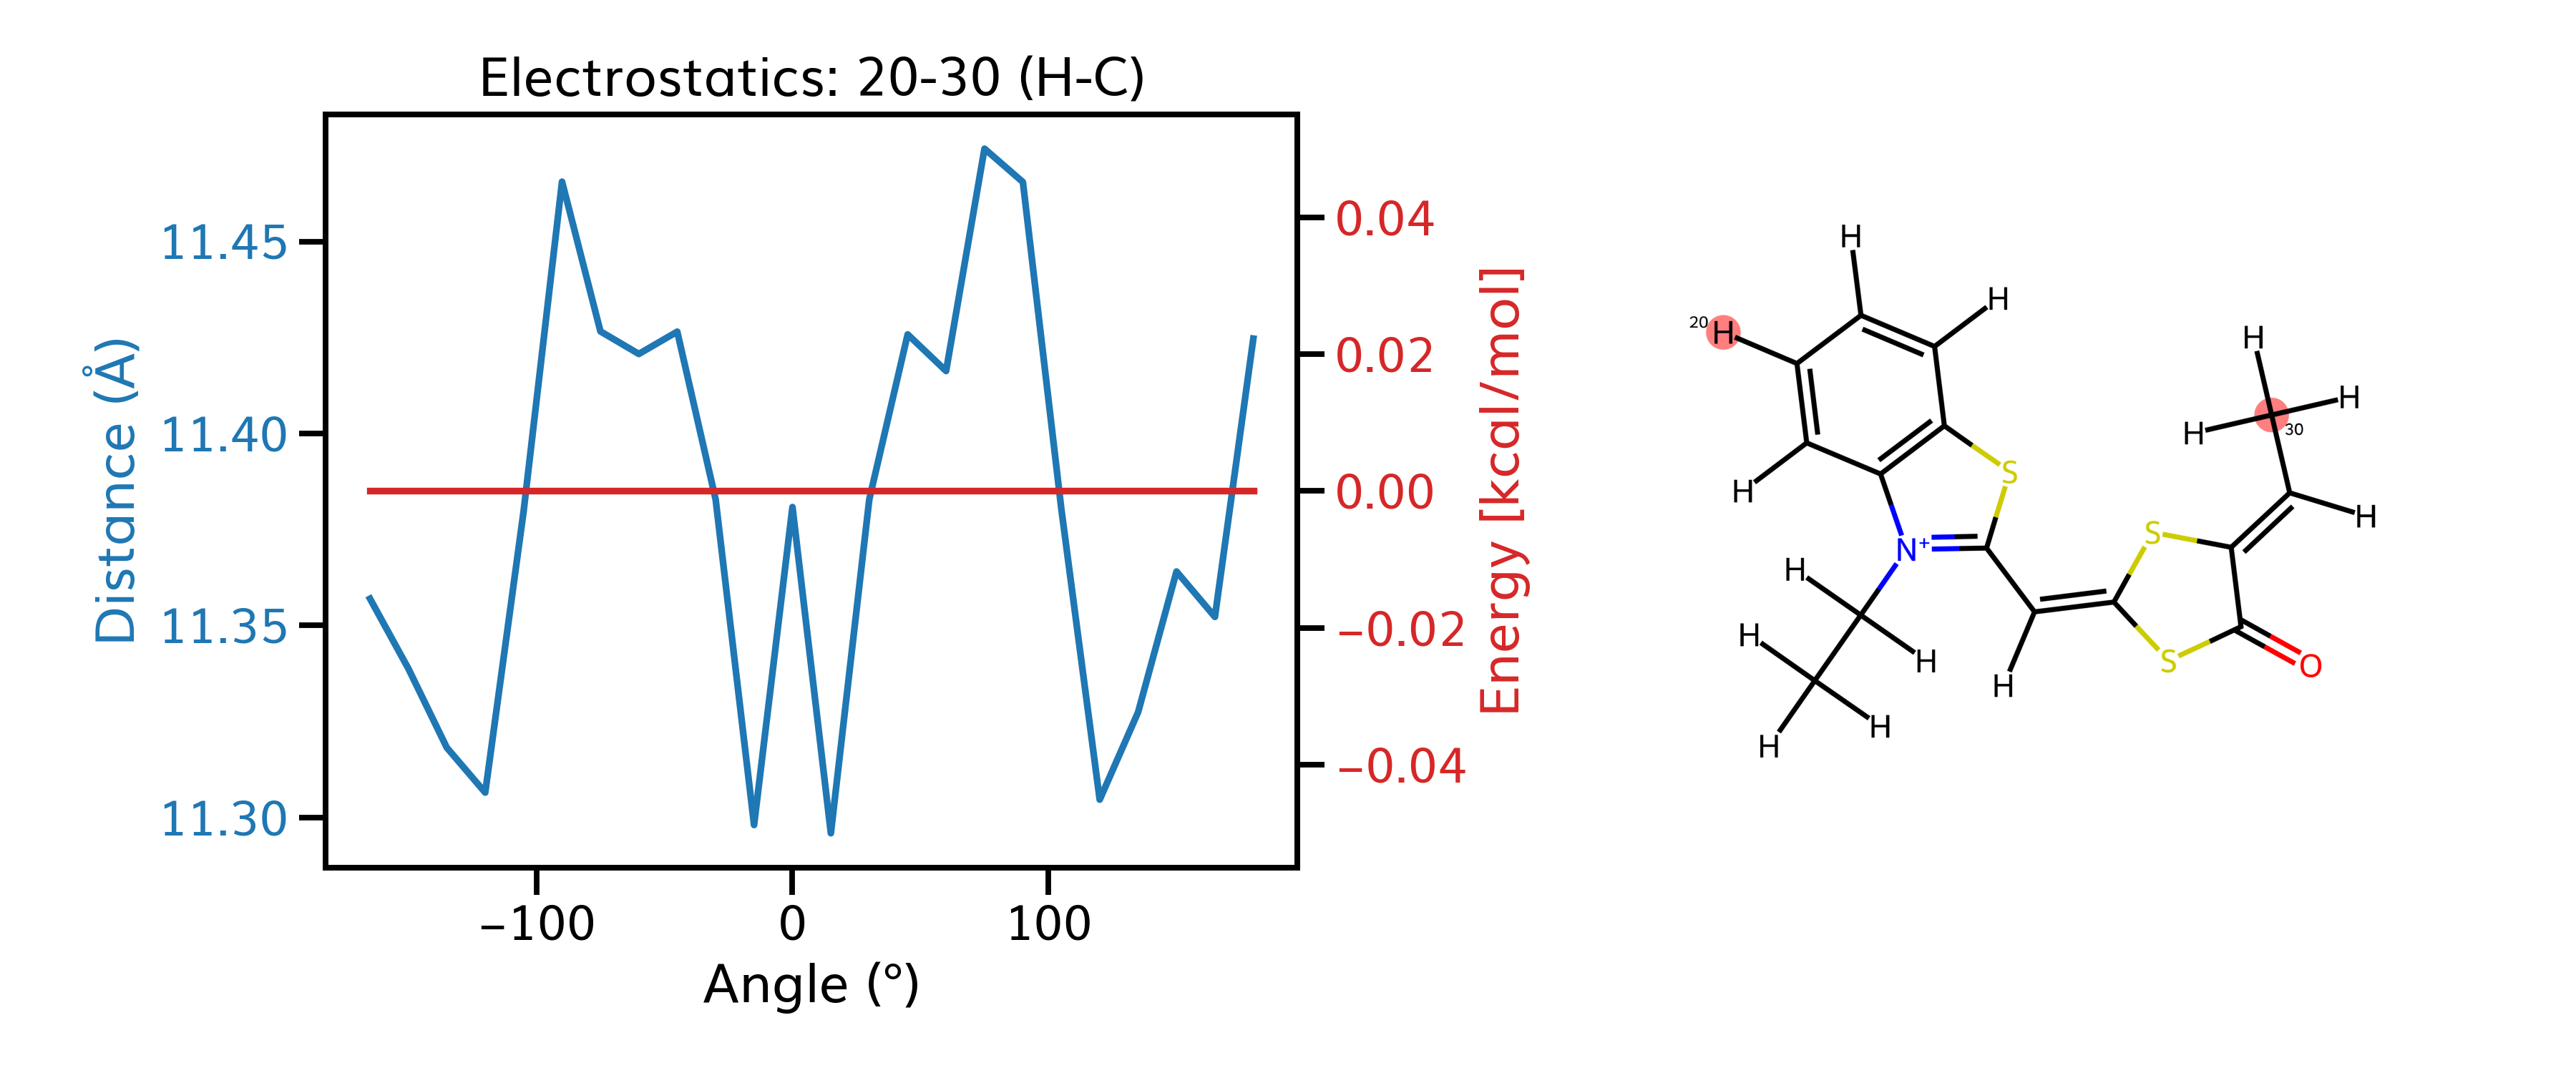 Electrostatics: 20-30 (H-C)
Distance (Å)
11.45
11.40
11.35
11.30
0.04
0.02
0.00
−0.02
−0.04
Energy [kcal/mol]
−100
0
100
Angle (°)
H
H
20
H
H
H
H
H
30
S
H
S
H
N⁺
H
H
H
S
O
H
H
H
H